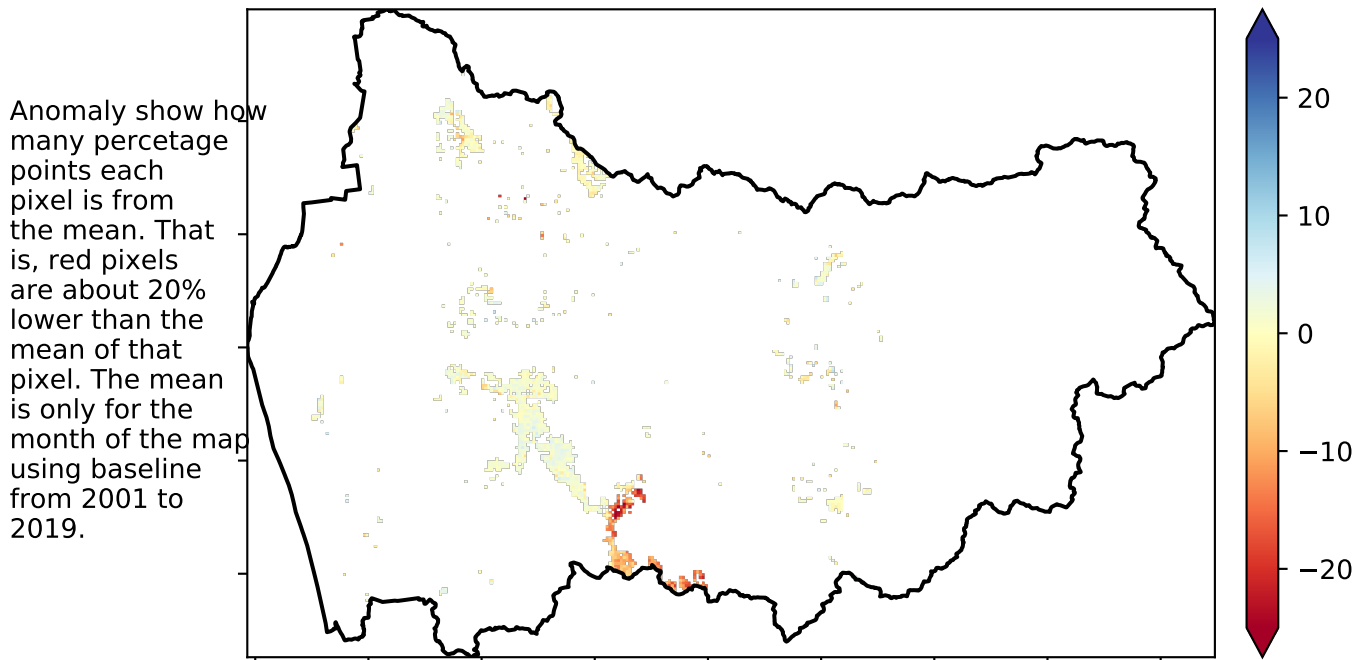 Anomaly show how
many percetage
points each
pixel is from
the mean. That
is, red pixels
are about 20%
lower than the
mean of that
pixel. The mean
is only for the
month of the map
using baseline
from 2001 to
2019.
20
10
0
−10
−20